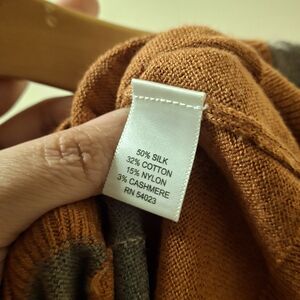 50% SILK
32% COTTON
15% NYLON
3% CASHMERE
RN 54023